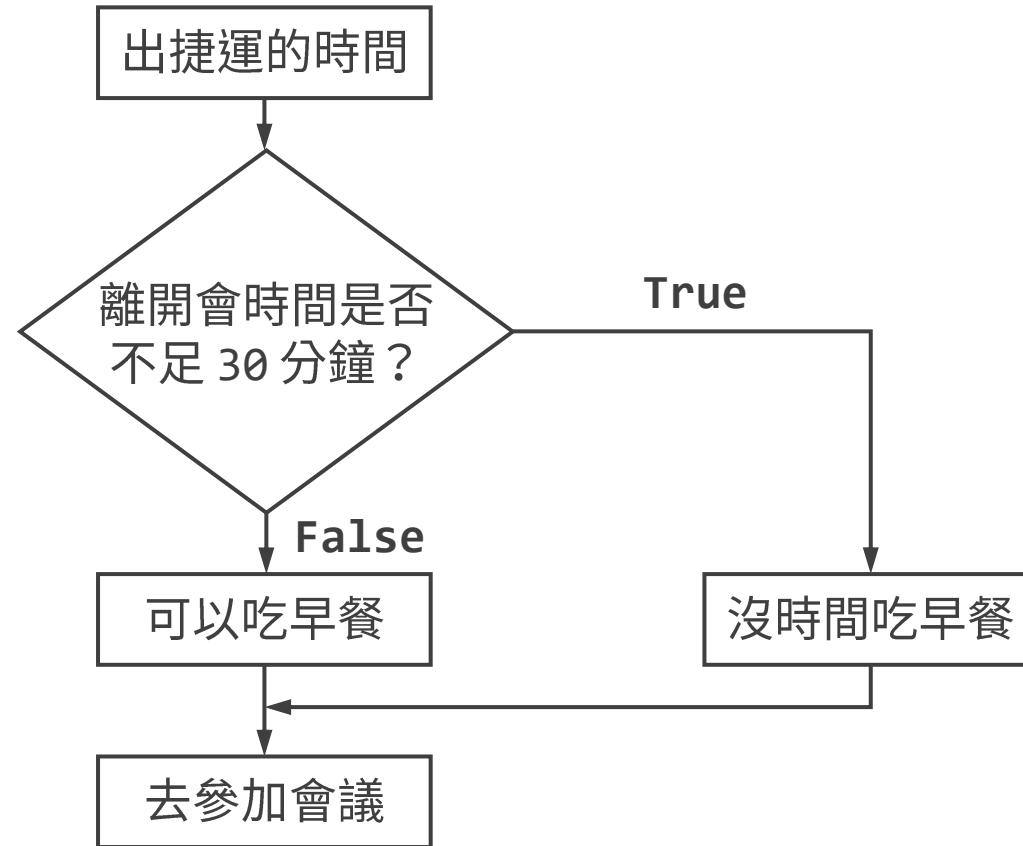 出捷運的時間
離開會時間是否
不足 30 分鐘？
True
False
可以吃早餐
沒時間吃早餐
去參加會議